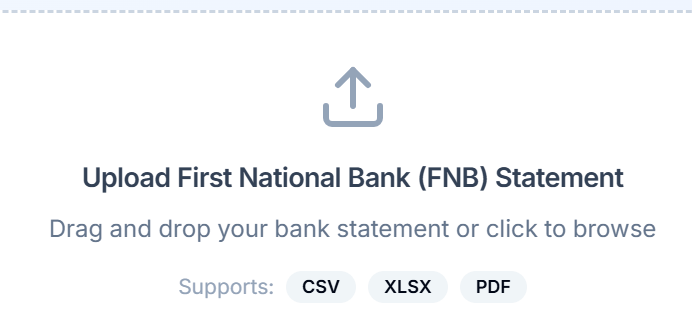 Upload First National Bank (FNB) Statement
Drag and drop your bank statement or click to browse
Supports: CSV XLSX PDF